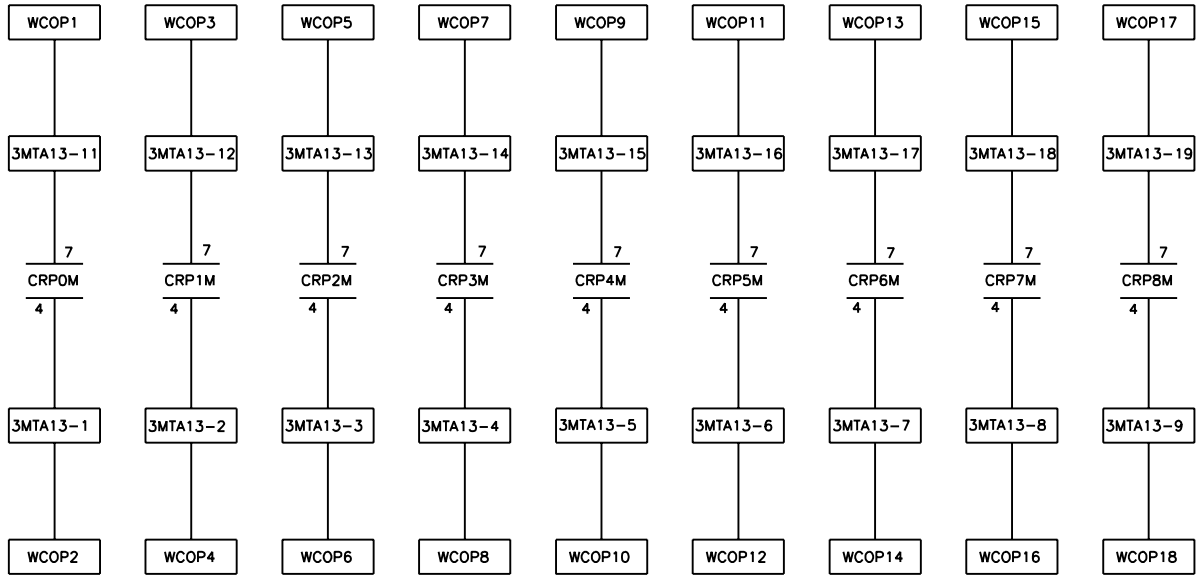 WCOP1 WCOP3 WCOP5 WCOP7 WCOP9 WCOP11 WCOP13 WCOP15 WCOP17
3MTA13-11 3MTA13-12 3MTA13-13 3MTA13-14 3MTA13-15 3MTA13-16 3MTA13-17 3MTA13-18 3MTA13-19
7 7 7 7 7 7 7 7 7
CRP0M CRP1M CRP2M CRP3M CRP4M CRP5M CRP6M CRP7M CRP8M
4 4 4 4 4 4 4 4 4
3MTA13-1 3MTA13-2 3MTA13-3 3MTA13-4 3MTA13-5 3MTA13-6 3MTA13-7 3MTA13-8 3MTA13-9
WCOP2 WCOP4 WCOP6 WCOP8 WCOP10 WCOP12 WCOP14 WCOP16 WCOP18